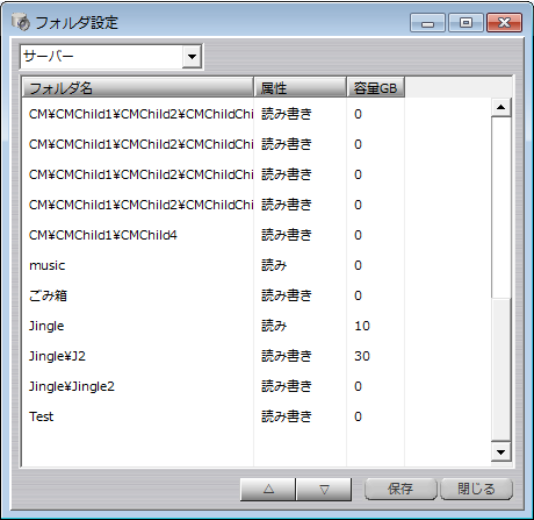 フォルダ設定
サーバー
フォルダ名 属性 容量GB
CM¥CMChild1¥CMChild2¥CMChildChi 読み書き 0
CM¥CMChild1¥CMChild2¥CMChildChi 読み書き 0
CM¥CMChild1¥CMChild2¥CMChildChi 読み書き 0
CM¥CMChild1¥CMChild2¥CMChildChi 読み書き 0
CM¥CMChild1¥CMChild4 読み書き 0
music 読み 0
ごみ箱 読み書き 0
Jingle 読み 10
Jingle¥J2 読み書き 30
Jingle¥Jingle2 読み書き 0
Test 読み書き 0
△ ▽ 保存 閉じる